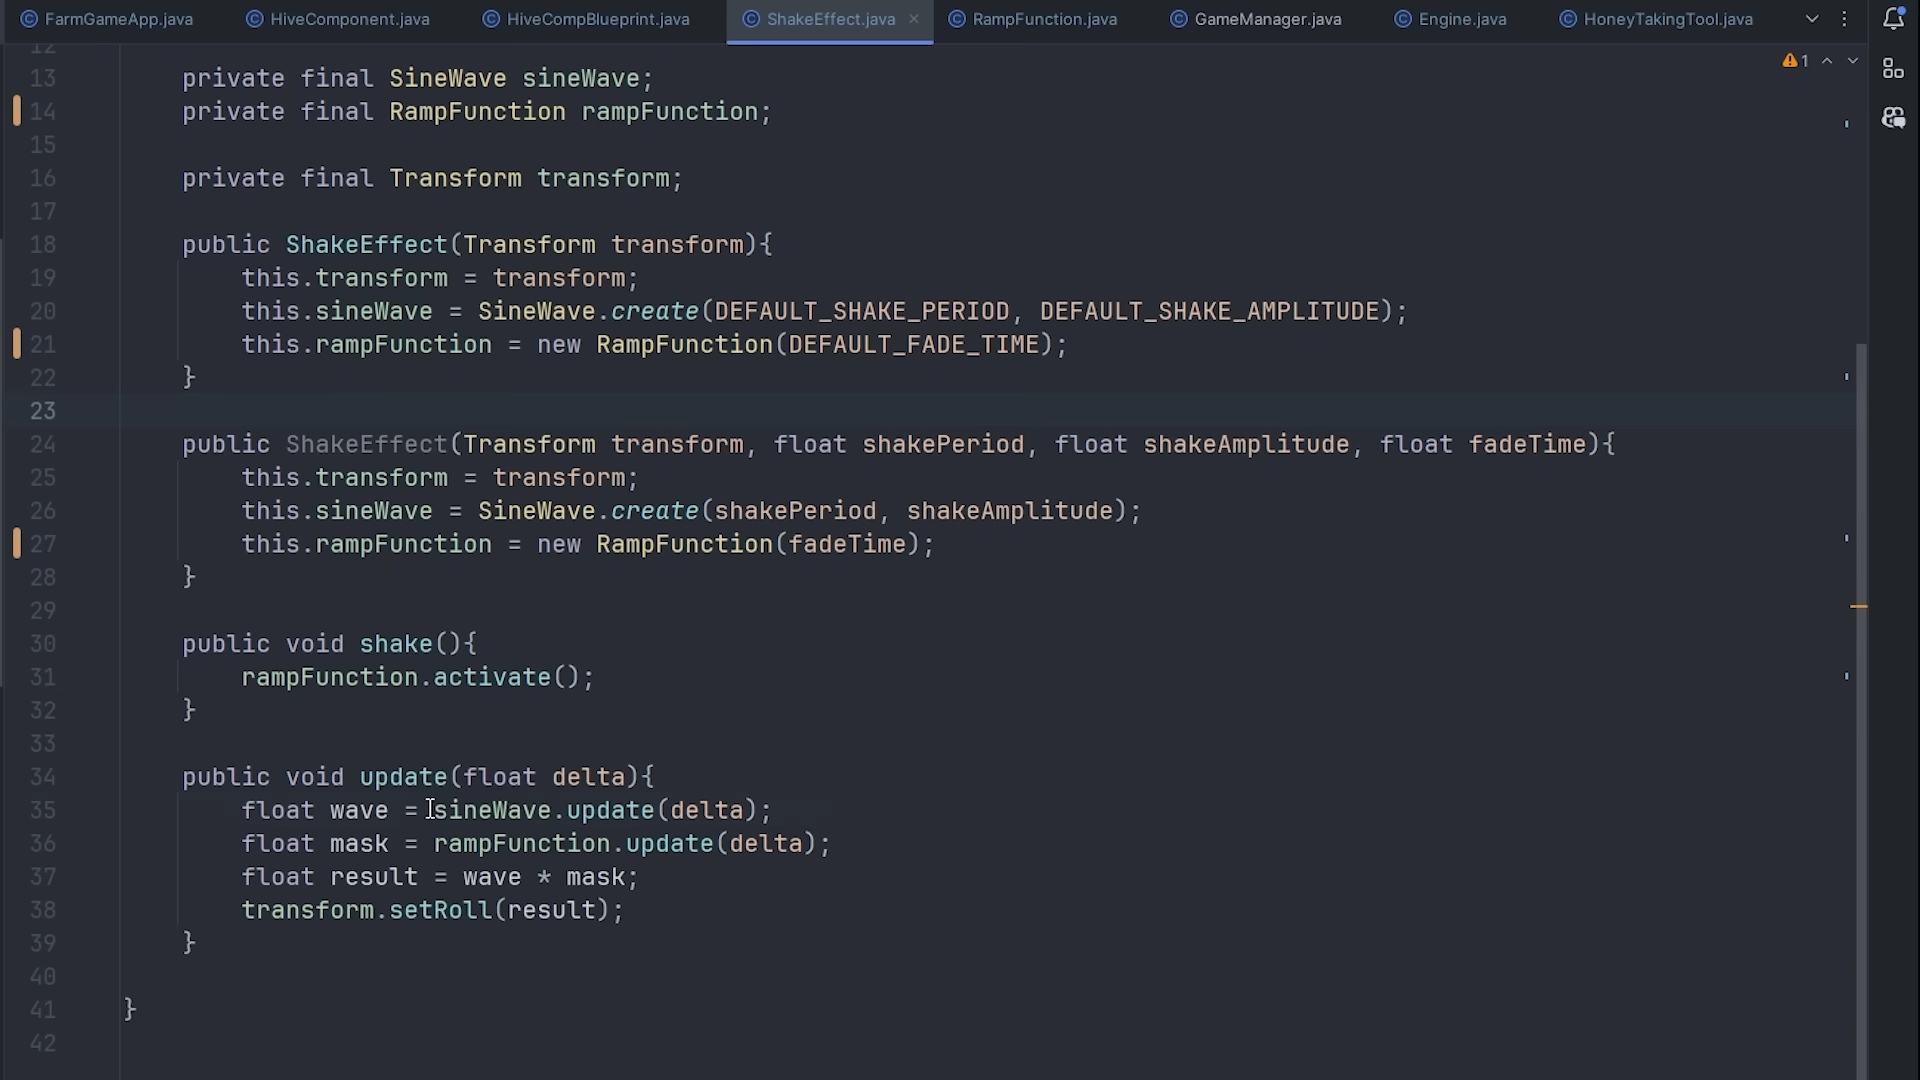 FarmGameApp.java HiveComponent.java HiveCompBlueprint.java ShakeEffect.java RampFunction.java GameManager.java Engine.java HoneyTakingTool.java
12
1
13 private final SineWave sineWave;
14 private final RampFunction rampFunction;
15
16 private final Transform transform;
17
18 public ShakeEffect(Transform transform){
19 this.transform = transform;
20 this.sineWave = SineWave.create(DEFAULT_SHAKE_PERIOD, DEFAULT_SHAKE_AMPLITUDE);
21 this.rampFunction = new RampFunction(DEFAULT_FADE_TIME);
22 }
23
24 public ShakeEffect(Transform transform, float shakePeriod, float shakeAmplitude, float fadeTime){
25 this.transform = transform;
26 this.sineWave = SineWave.create(shakePeriod, shakeAmplitude);
27 this.rampFunction = new RampFunction(fadeTime);
28 }
29
30 public void shake(){
31 rampFunction.activate();
32 }
33
34 public void update(float delta){
35 float wave = sineWave.update(delta);
36 float mask = rampFunction.update(delta);
37 float result = wave * mask;
38 transform.setRoll(result);
39 }
40
41 }
42